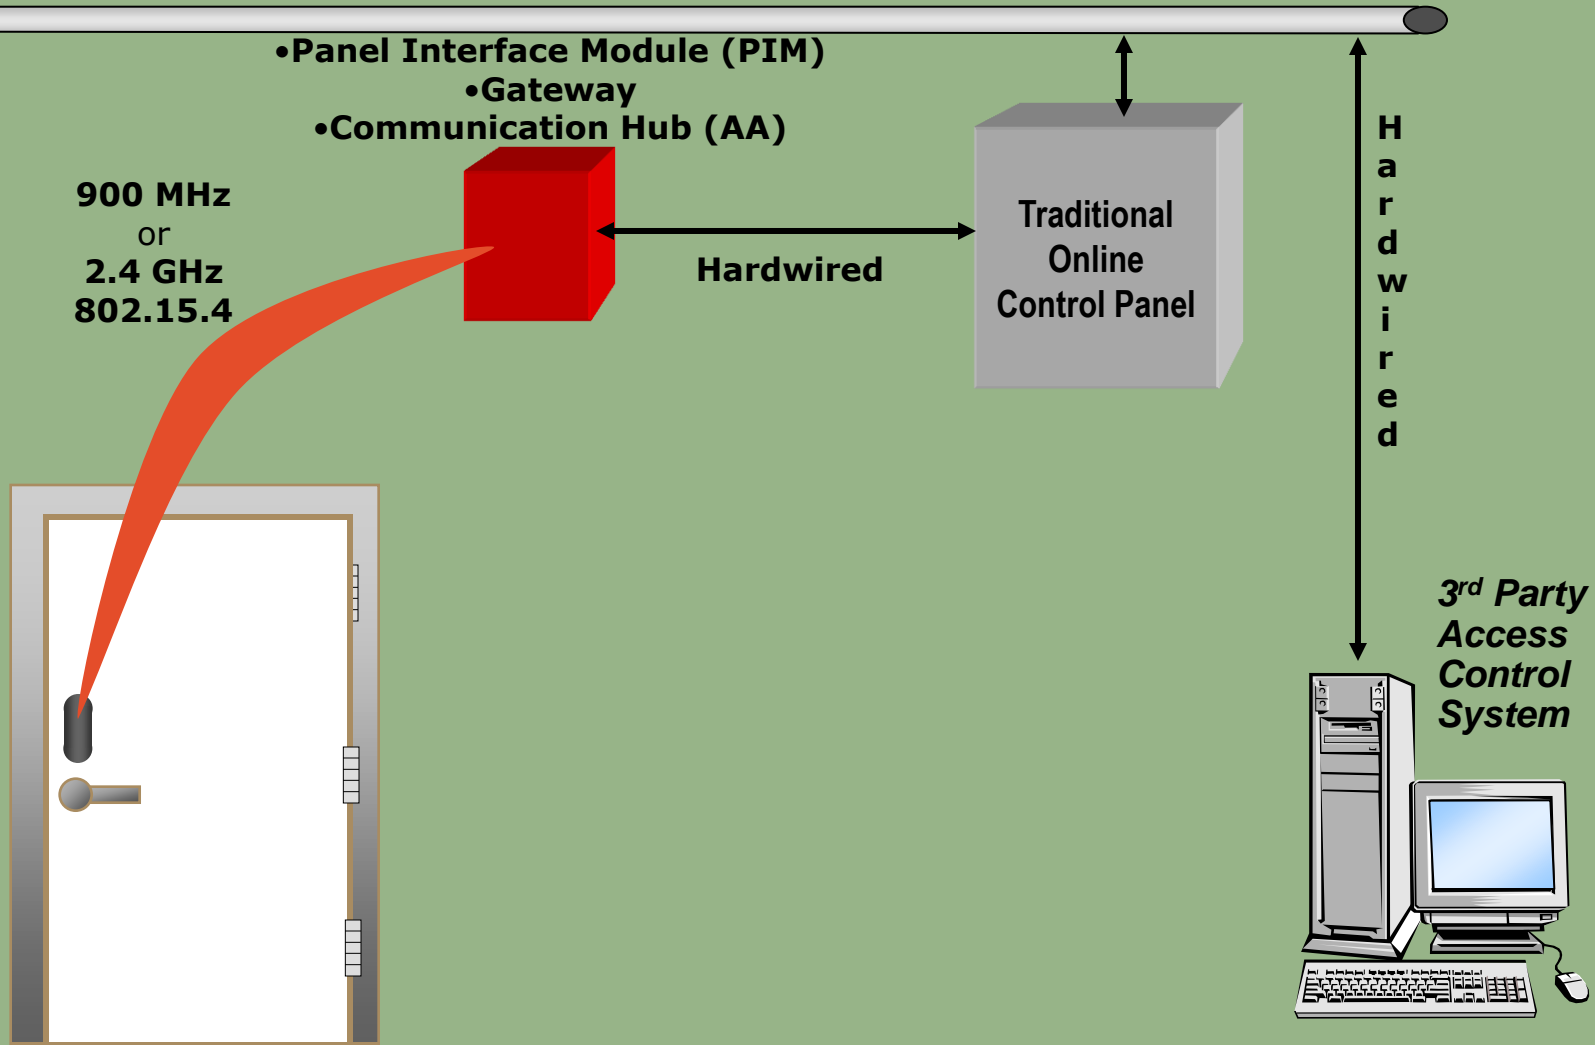 •Panel Interface Module (PIM)
•Gateway
•Communication Hub (AA)
900 MHz
or
2.4 GHz
802.15.4
Hardwired
Traditional
Online
Control Panel
Hardwired
3rd Party
Access
Control
System